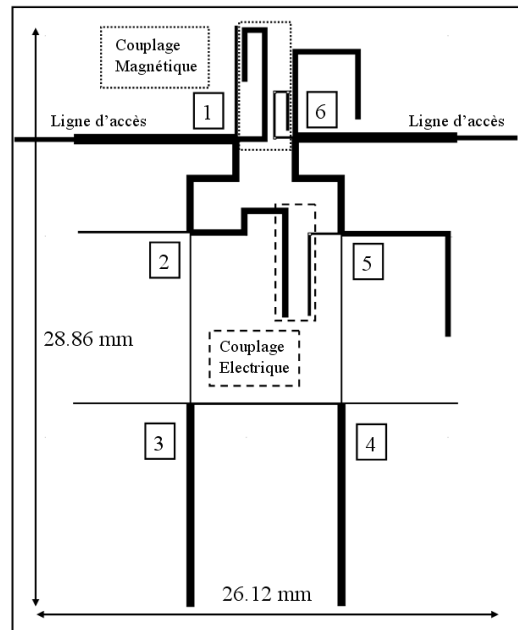 Couplage
Magnétique
1
6
Ligne d'accès
Ligne d'accès
2
5
28.86 mm
Couplage
Electrique
3
4
26.12 mm